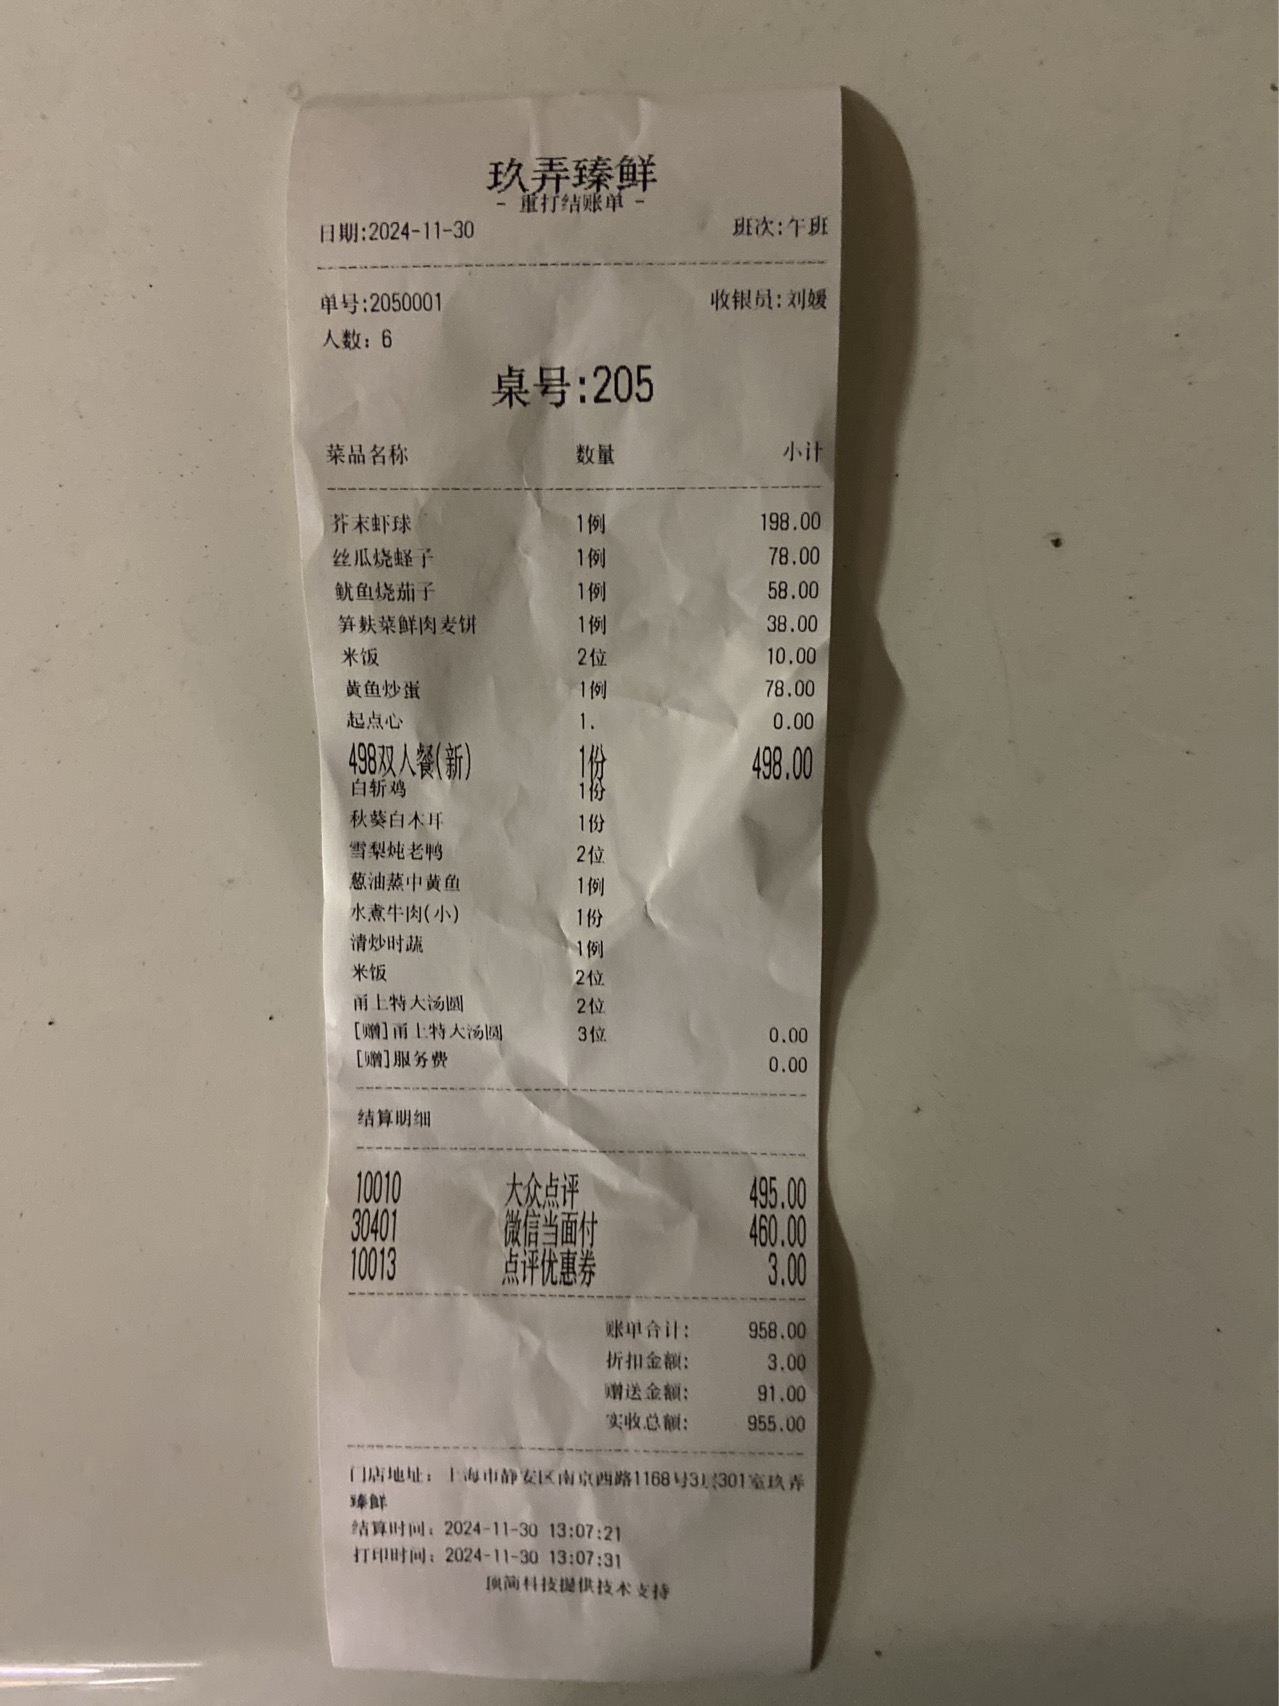 玖弄臻鲜
- 重打结账单 -
日期:2024-11-30 班次:午班
单号:2050001 收银员:刘媛
人数: 6
桌号:205
菜品名称 数量 小计
芥末虾球 1例 198.00
丝瓜烧蛏子 1例 78.00
鱿鱼烧茄子 1例 58.00
笋麸菜鲜肉麦饼 1例 38.00
米饭 2位 10.00
黄鱼炒蛋 1例 78.00
起点心 1. 0.00
498双人餐(新) 1份 498.00
白斩鸡 1份
秋葵白木耳 1份
雪梨炖老鸭 2位
葱油蒸中黄鱼 1例
水煮牛肉(小) 1份
清炒时蔬 1例
米饭 2位
甬上特大汤圆 2位
[赠]甬上特大汤圆 3位 0.00
[赠]服务费 0.00
结算明细
10010 大众点评 495.00
30401 微信当面付 460.00
10013 点评优惠券 3.00
账单合计: 958.00
折扣金额: 3.00
赠送金额: 91.00
实收总额: 955.00
门店地址: 上海市静安区南京西路1168号3层301室玖弄
臻鲜
结算时间: 2024-11-30 13:07:21
打印时间: 2024-11-30 13:07:31
顶简科技提供技术支持